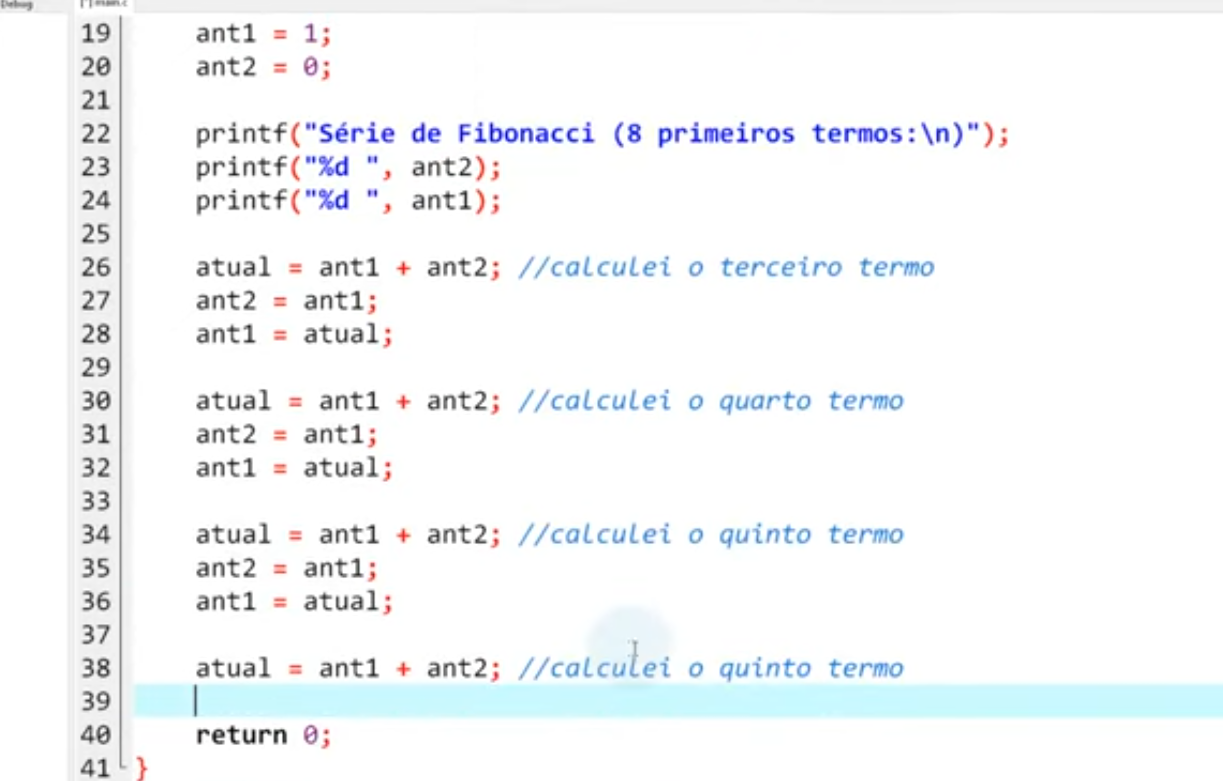 Debug
[*] main.c
19 ant1 = 1;
20 ant2 = 0;
21
22 printf("Série de Fibonacci (8 primeiros termos:\n)");
23 printf("%d ", ant2);
24 printf("%d ", ant1);
25
26 atual = ant1 + ant2; //calculei o terceiro termo
27 ant2 = ant1;
28 ant1 = atual;
29
30 atual = ant1 + ant2; //calculei o quarto termo
31 ant2 = ant1;
32 ant1 = atual;
33
34 atual = ant1 + ant2; //calculei o quinto termo
35 ant2 = ant1;
36 ant1 = atual;
37
38 atual = ant1 + ant2; //calculei o quinto termo
39
40 return 0;
41 }